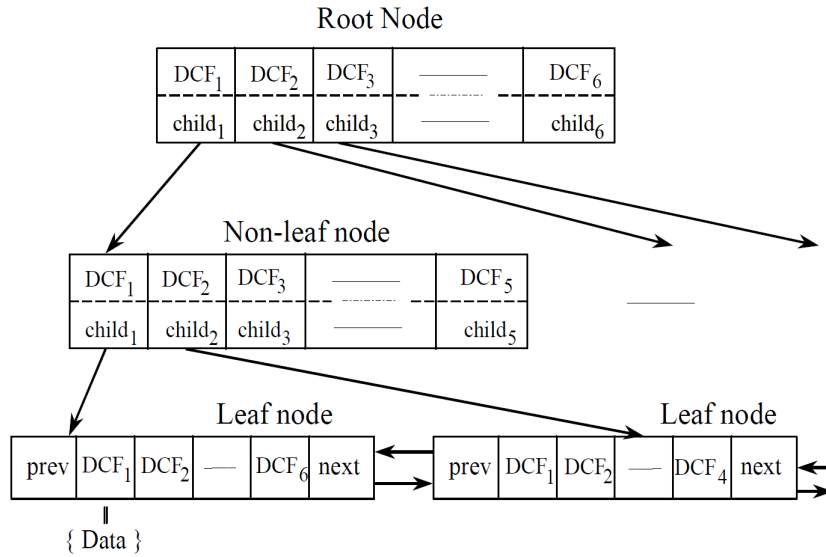 Root Node
DCF₁ DCF₂ DCF₃ DCF₆
child₁ child₂ child₃ child₆
Non-leaf node
DCF₁ DCF₂ DCF₃ DCF₅
child₁ child₂ child₃ child₅
Leaf node Leaf node
prev DCF₁ DCF₂ DCF₆ next prev DCF₁ DCF₂ DCF₄ next
{ Data }